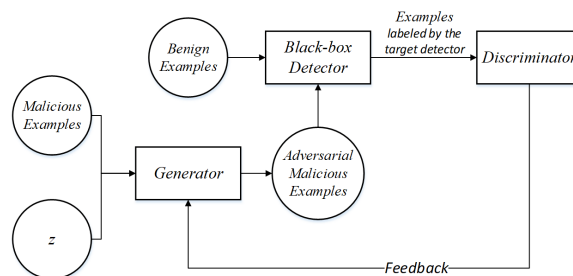 Benign
Examples
Black-box
Detector
Examples
labeled by the
target detector
Discriminator
Malicious
Examples
Generator
Adversarial
Malicious
Examples
z
Feedback